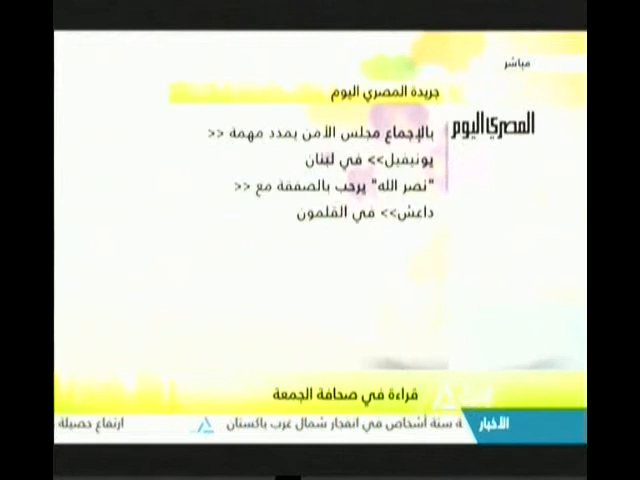 مباشر
جريدة المصري اليوم
المصري اليوم
بالإجماع مجلس الأمن يمدد مهمة <<
يونيفيل>> في لبنان
"نصر الله" يرحب بالصفقة مع <<
داعش>> في القلمون
قراءة في صحافة الجمعة
الأخبار
ة ستة أشخاص في انفجار شمال غرب باكستان
ارتفاع حصيلة